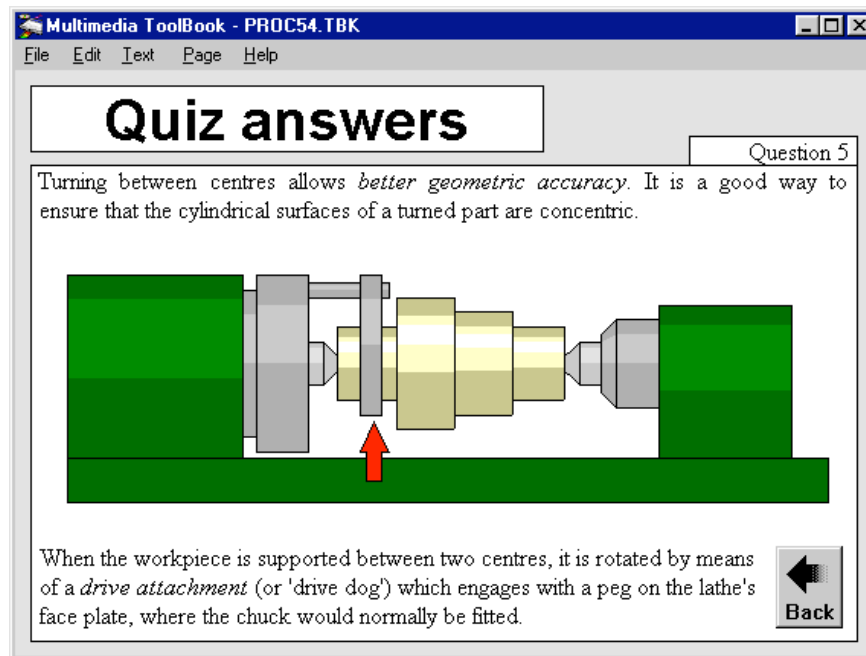 Multimedia ToolBook - PROC54.TBK
File Edit Text Page Help
Quiz answers
Question 5
Turning between centres allows better geometric accuracy. It is a good way to
ensure that the cylindrical surfaces of a turned part are concentric.
When the workpiece is supported between two centres, it is rotated by means
of a drive attachment (or 'drive dog') which engages with a peg on the lathe's
face plate, where the chuck would normally be fitted.
Back